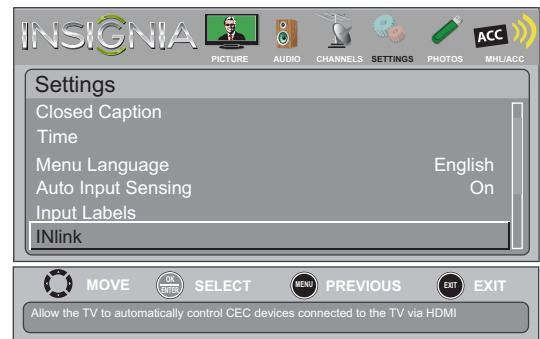 INSIGNIA
PICTURE AUDIO CHANNELS SETTINGS PHOTOS MHL/ACC
ACC
Settings
Closed Caption
Time
Menu Language English
Auto Input Sensing On
Input Labels
INlink
MOVE OK ENTER SELECT MENU PREVIOUS EXIT EXIT
Allow the TV to automatically control CEC devices connected to the TV via HDMI